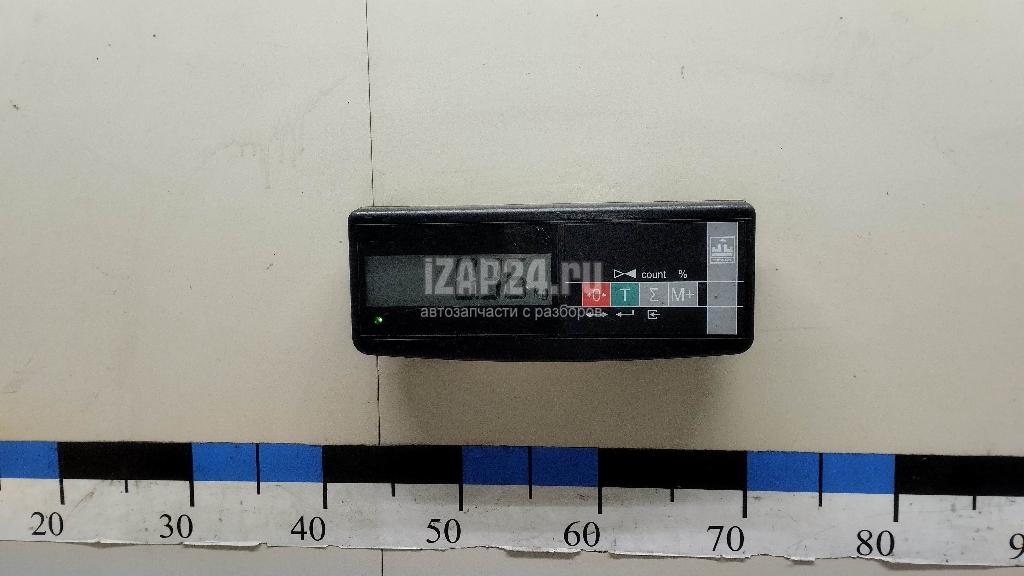 iZAP24.ru
автозапчасти с разборов
count %
→0← T Σ M+
20 30 40 50 60 70 80